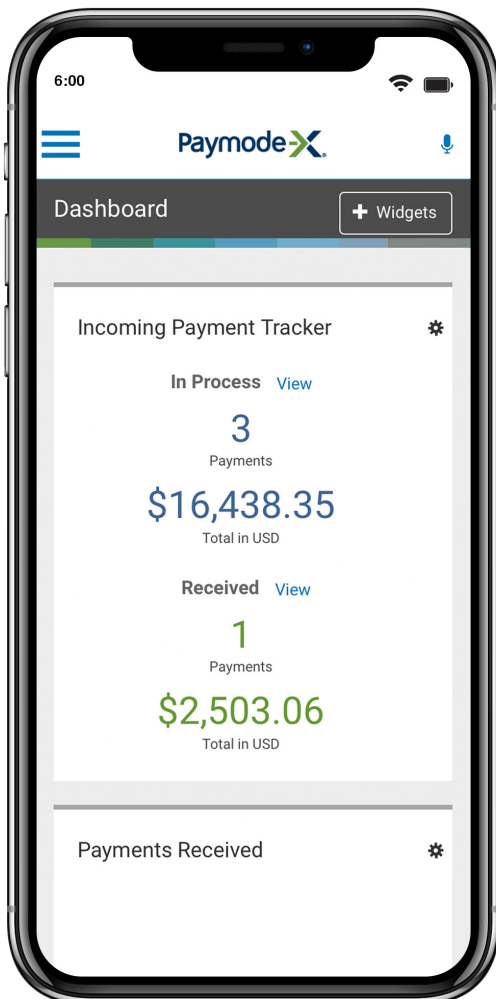 6:00
Paymode-X
Dashboard
+ Widgets
Incoming Payment Tracker
In Process View
3
Payments
$16,438.35
Total in USD
Received View
1
Payments
$2,503.06
Total in USD
Payments Received